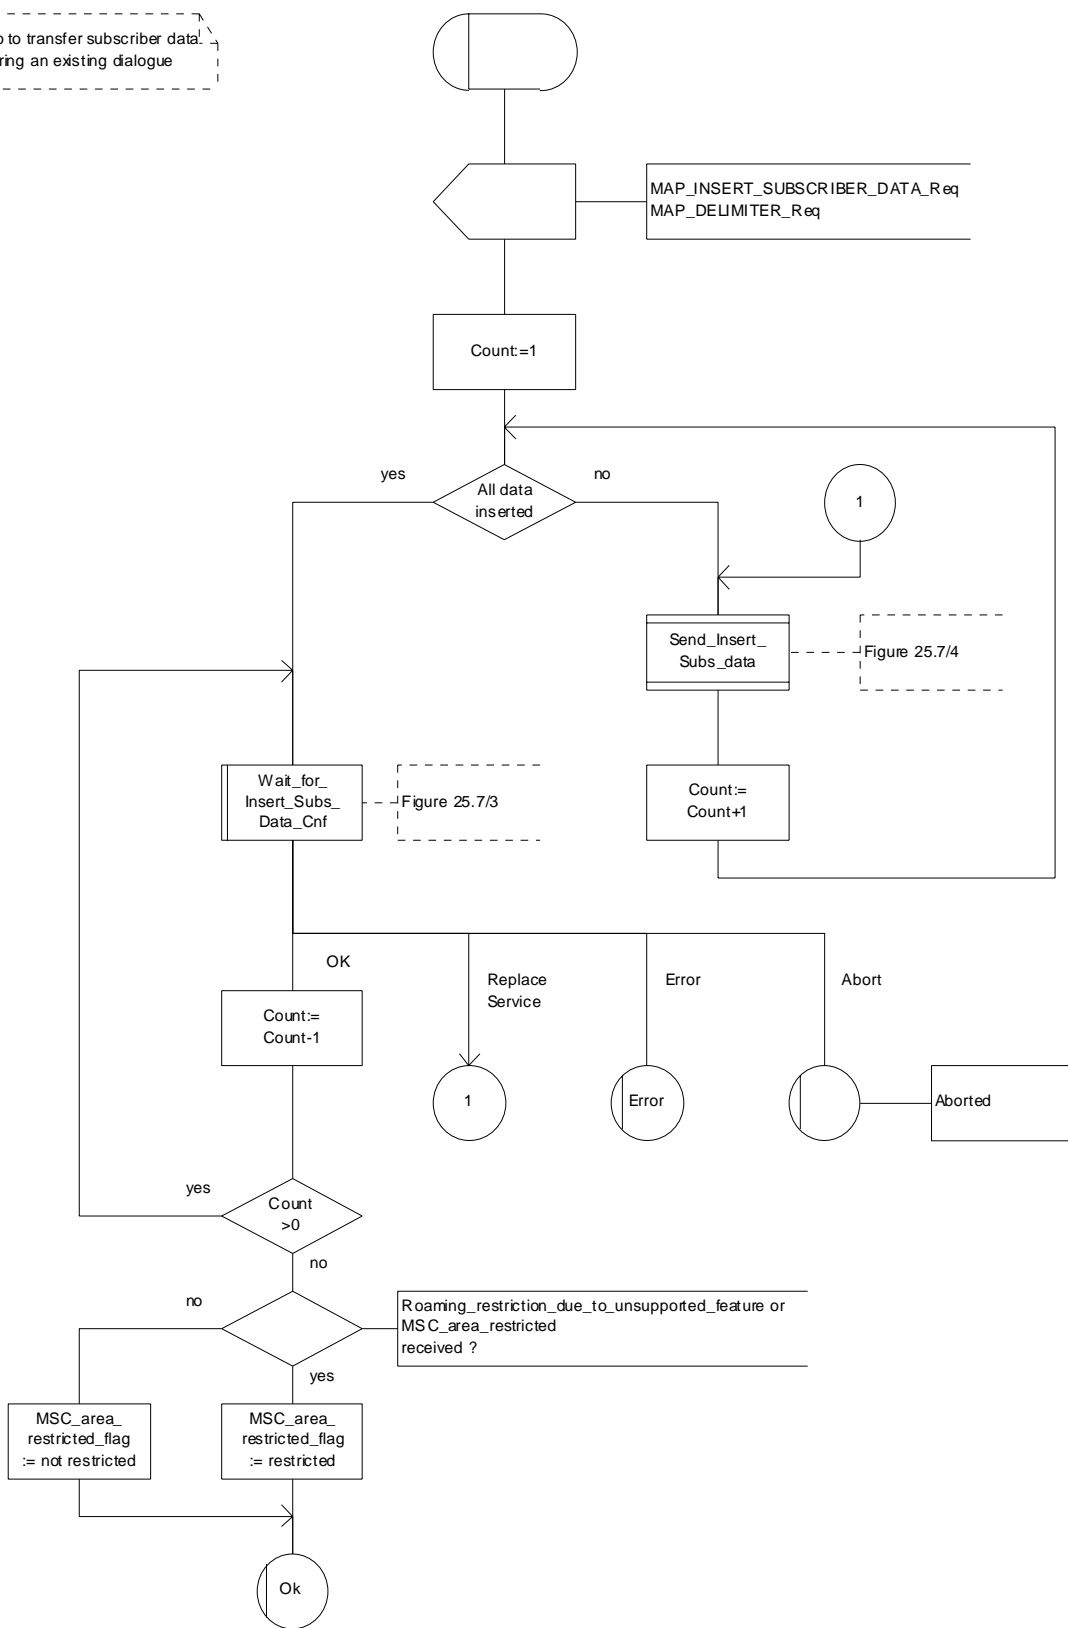 to transfer subscriber data
ring an existing dialogue
MAP_INSERT_SUBSCRIBER_DATA_Req
MAP_DELIMITER_Req
Count:=1
yes
no
All data
inserted
1
Send_Insert_
Subs_data
Figure 25.7/4
Wait_for_
Insert_Subs_
Data_Cnf
Figure 25.7/3
Count:=
Count+1
OK
Replace
Service
Error
Abort
Count:=
Count-1
1
Error
Aborted
yes
Count
>0
no
no
Roaming_restriction_due_to_unsupported_feature or
MSC_area_restricted
received ?
yes
MSC_area_
restricted_flag
:= not restricted
MSC_area_
restricted_flag
:= restricted
Ok